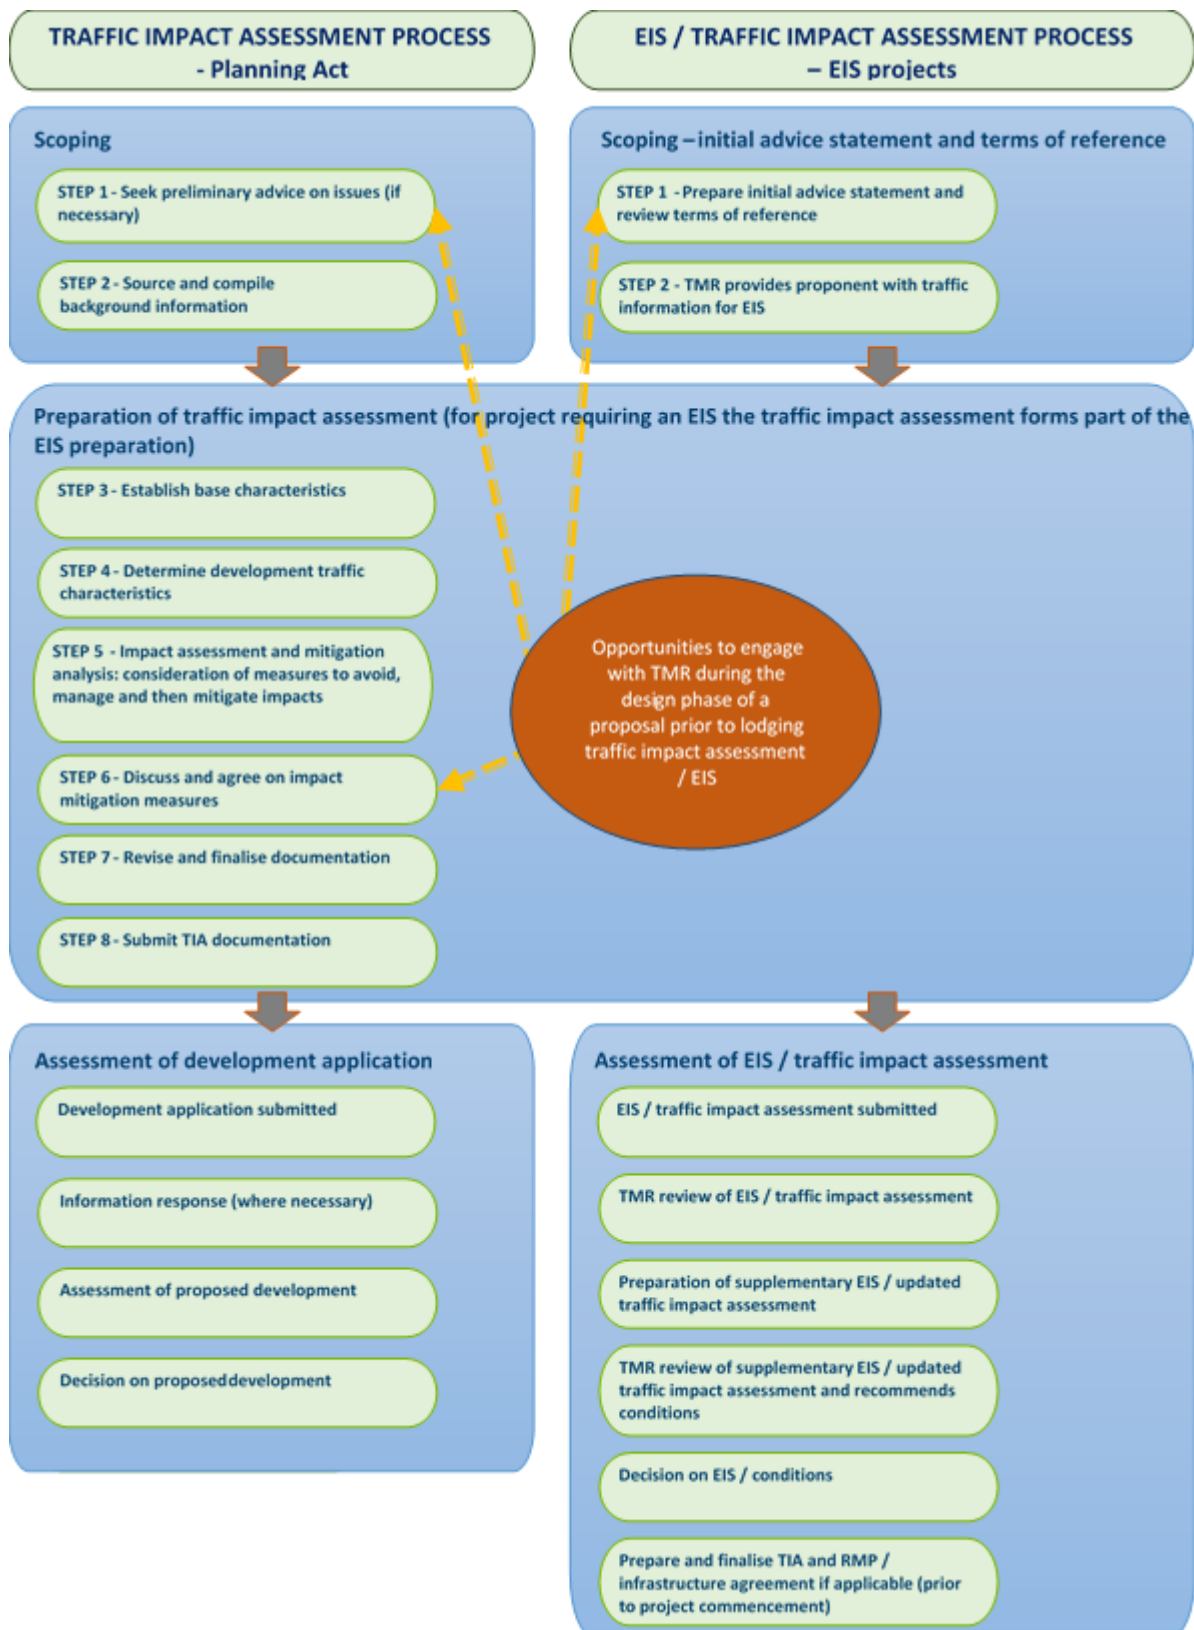 TRAFFIC IMPACT ASSESSMENT PROCESS
- Planning Act
EIS / TRAFFIC IMPACT ASSESSMENT PROCESS
– EIS projects
Scoping
STEP 1 - Seek preliminary advice on issues (if
necessary)
STEP 2 - Source and compile
background information
Scoping – initial advice statement and terms of reference
STEP 1 - Prepare initial advice statement and
review terms of reference
STEP 2 - TMR provides proponent with traffic
information for EIS
Preparation of traffic impact assessment (for project requiring an EIS the traffic impact assessment forms part of the
EIS preparation)
STEP 3 - Establish base characteristics
STEP 4 - Determine development traffic
characteristics
STEP 5 - Impact assessment and mitigation
analysis: consideration of measures to avoid,
manage and then mitigate impacts
STEP 6 - Discuss and agree on impact
mitigation measures
STEP 7 - Revise and finalise documentation
STEP 8 - Submit TIA documentation
Opportunities to engage
with TMR during the
design phase of a
proposal prior to lodging
traffic impact assessment
/ EIS
Assessment of development application
Development application submitted
Information response (where necessary)
Assessment of proposed development
Decision on proposed development
Assessment of EIS / traffic impact assessment
EIS / traffic impact assessment submitted
TMR review of EIS / traffic impact assessment
Preparation of supplementary EIS / updated
traffic impact assessment
TMR review of supplementary EIS / updated
traffic impact assessment and recommends
conditions
Decision on EIS / conditions
Prepare and finalise TIA and RMP /
infrastructure agreement if applicable (prior
to project commencement)